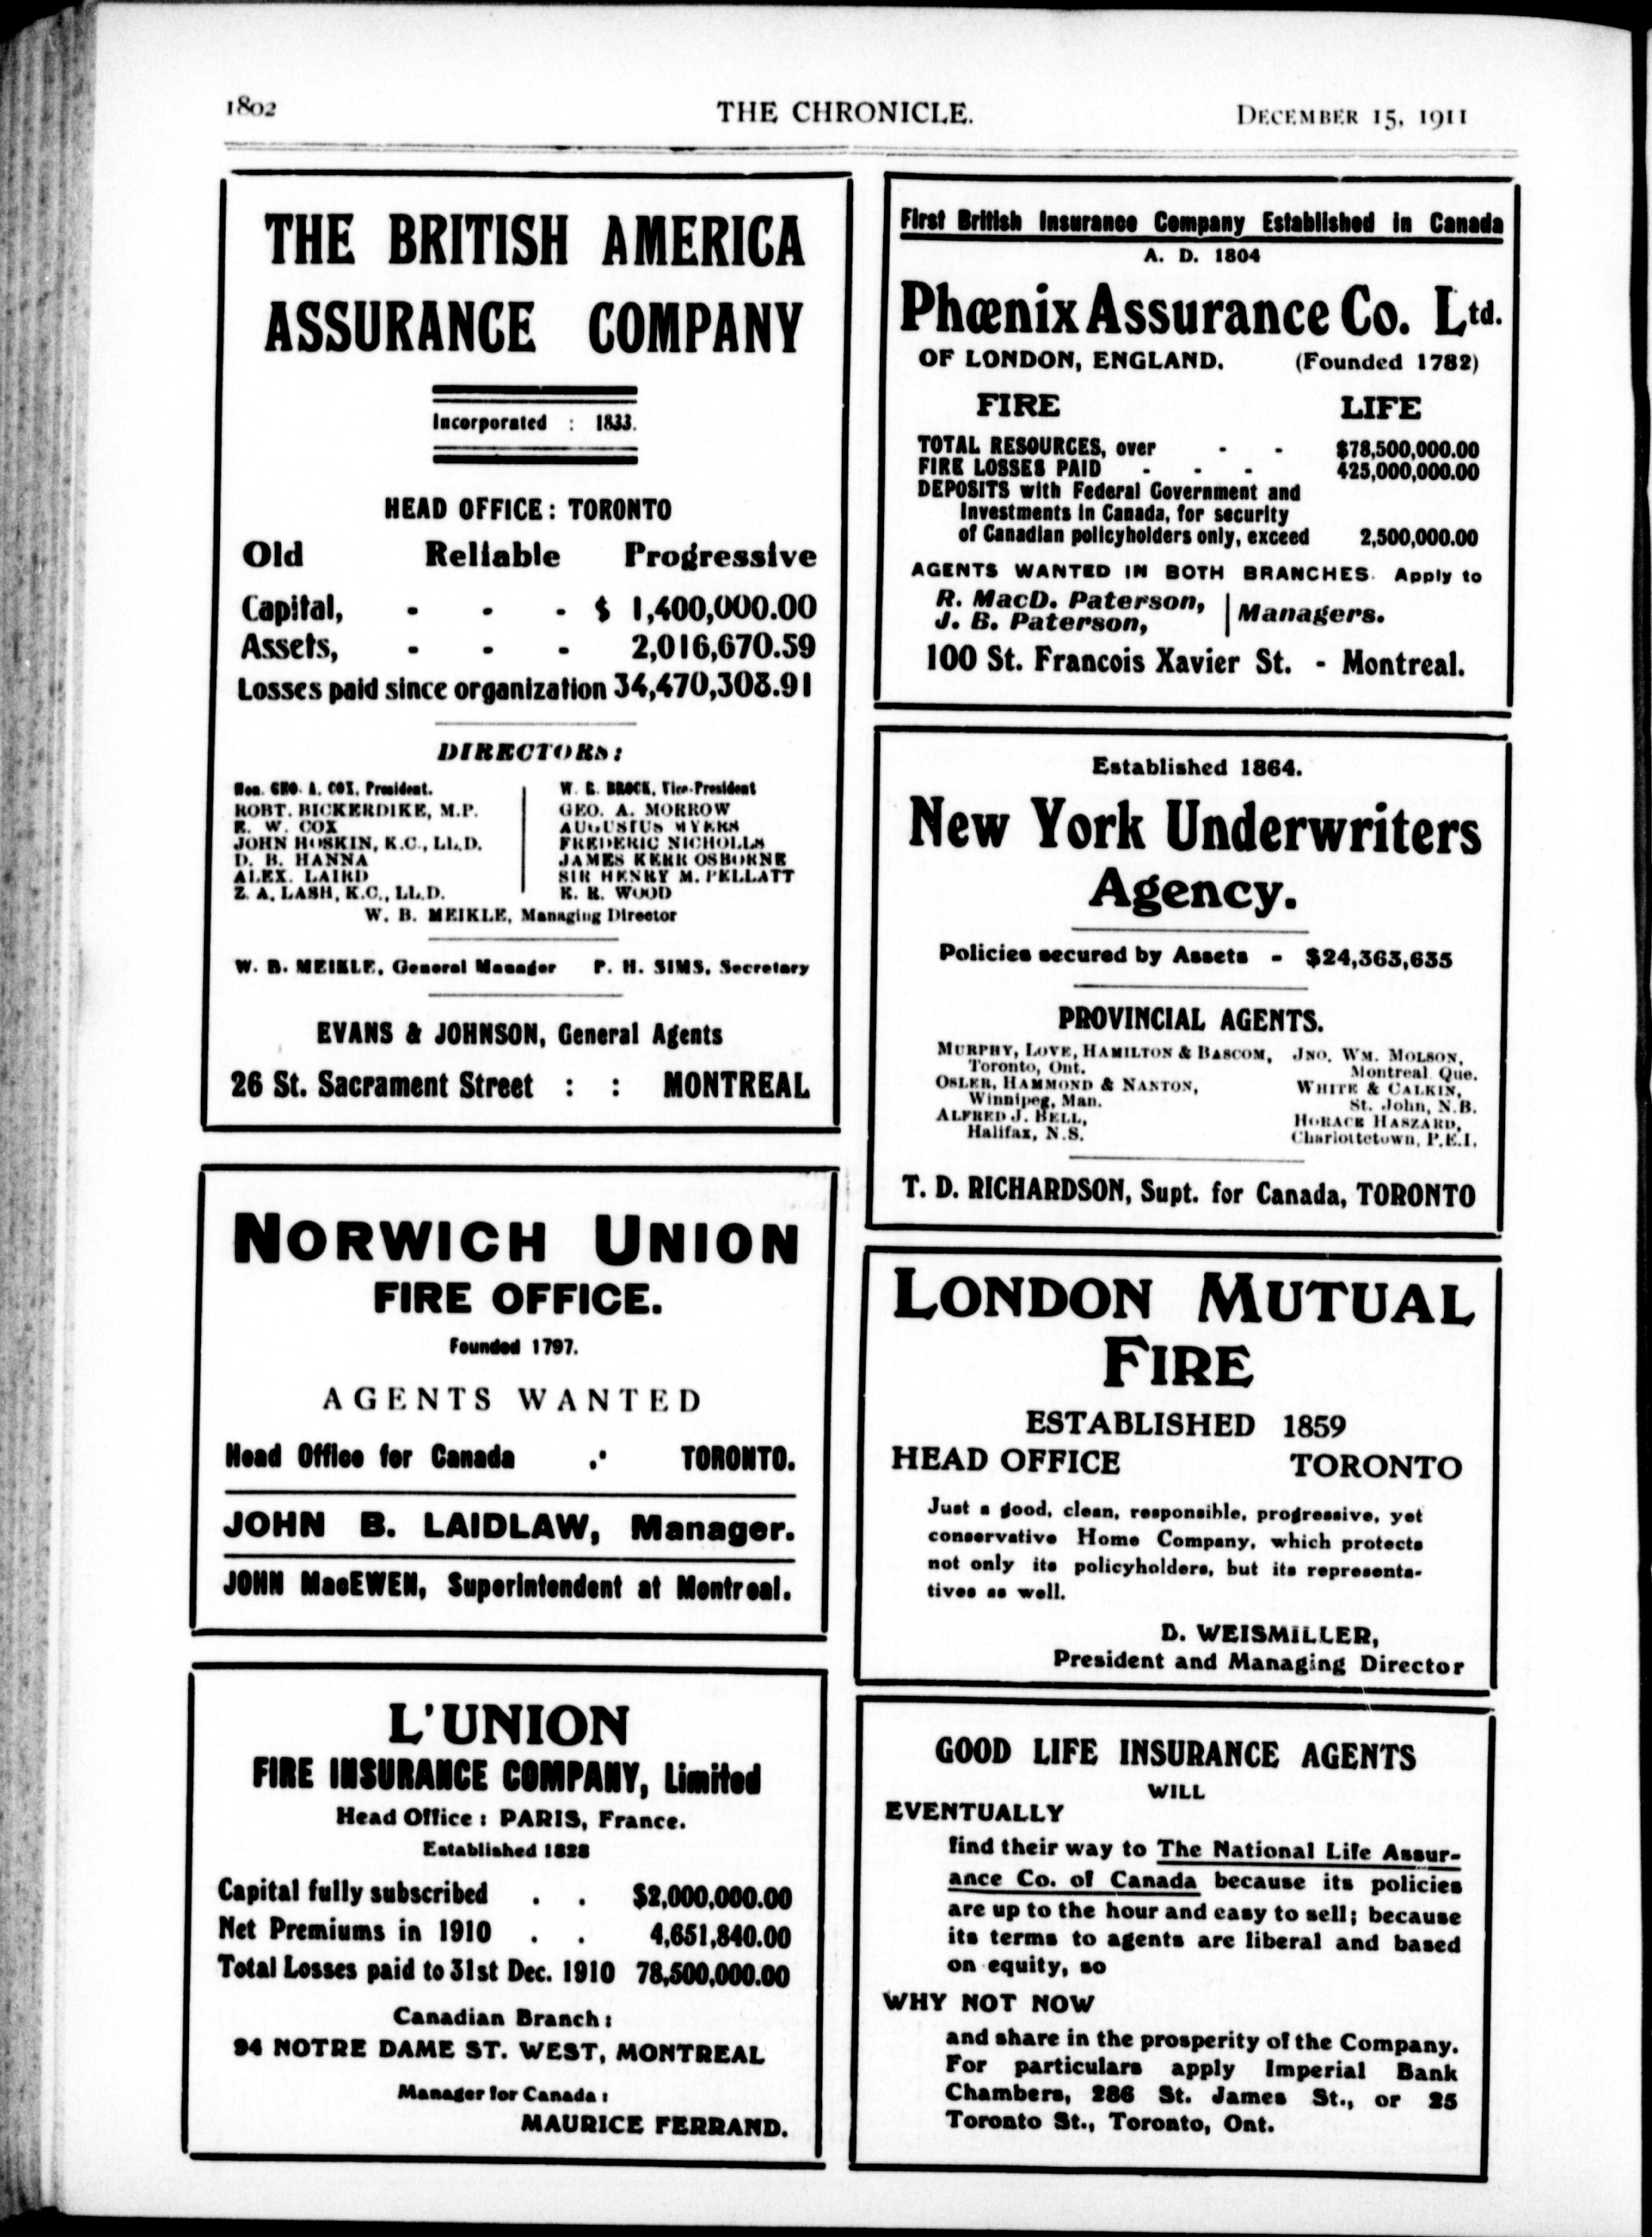 1802
THE CHRONICLE.
DECEMBER 15, 1911
THE BRITISH AMERICA
ASSURANCE COMPANY
Incorporated : 1833.
HEAD OFFICE: TORONTO
Old Reliable Progressive
Capital, - - - $ 1,400,000.00
Assets, - - - 2,016,670.59
Losses paid since organization 34,470,308.91
DIRECTORS:
Hon. GEO. A. COX, President.
ROBT. BICKERDIKE, M.P.
E. W. COX
JOHN HOSKIN, K.C., LL.D.
D. B. HANNA
ALEX. LAIRD
Z. A. LASH, K.C., LL.D.
W. R. BROCK, Vice-President
GEO. A. MORROW
AUGUSTUS MYERS
FREDERIC NICHOLLS
JAMES KERR OSBORNE
SIR HENRY M. PELLATT
E. R. WOOD
W. B. MEIKLE, Managing Director
W. B. MEIKLE, General Manager P. H. SIMS, Secretary
EVANS & JOHNSON, General Agents
26 St. Sacrament Street : : MONTREAL
NORWICH UNION
FIRE OFFICE.
Founded 1797.
AGENTS WANTED
Head Office for Canada .· TORONTO.
JOHN B. LAIDLAW, Manager.
JOHN MacEWEN, Superintendent at Montreal.
L'UNION
FIRE INSURANCE COMPANY, Limited
Head Office : PARIS, France.
Established 1828
Capital fully subscribed . . $2,000,000.00
Net Premiums in 1910 . . 4,651,840.00
Total Losses paid to 31st Dec. 1910 78,500,000.00
Canadian Branch :
94 NOTRE DAME ST. WEST, MONTREAL
Manager for Canada :
MAURICE FERRAND.
First British Insurance Company Established in Canada
A. D. 1804
Phœnix Assurance Co. Ltd.
OF LONDON, ENGLAND. (Founded 1782)
FIRE LIFE
TOTAL RESOURCES, over - - $78,500,000.00
FIRE LOSSES PAID - - - 425,000,000.00
DEPOSITS with Federal Government and
Investments in Canada, for security
of Canadian policyholders only, exceed 2,500,000.00
AGENTS WANTED IN BOTH BRANCHES. Apply to
R. MacD. Paterson,
J. B. Paterson,
Managers.
100 St. Francois Xavier St. - Montreal.
Established 1864.
New York Underwriters
Agency.
Policies secured by Assets - $24,363,635
PROVINCIAL AGENTS.
MURPHY, LOVE, HAMILTON & BASCOM,
Toronto, Ont.
OSLER, HAMMOND & NANTON,
Winnipeg, Man.
ALFRED J. BELL,
Halifax, N.S.
JNO. WM. MOLSON,
Montreal Que.
WHITE & CALKIN,
St. John, N.B.
HORACE HASZARD,
Charlottetown, P.E.I.
T. D. RICHARDSON, Supt. for Canada, TORONTO
LONDON MUTUAL
FIRE
ESTABLISHED 1859
HEAD OFFICE TORONTO
Just a good, clean, responsible, progressive, yet
conservative Home Company, which protects
not only its policyholders, but its representa-
tives as well.
D. WEISMILLER,
President and Managing Director
GOOD LIFE INSURANCE AGENTS
WILL
EVENTUALLY
find their way to The National Life Assur-
ance Co. of Canada because its policies
are up to the hour and easy to sell; because
its terms to agents are liberal and based
on equity, so
WHY NOT NOW
and share in the prosperity of the Company.
For particulars apply Imperial Bank
Chambers, 286 St. James St., or 25
Toronto St., Toronto, Ont.